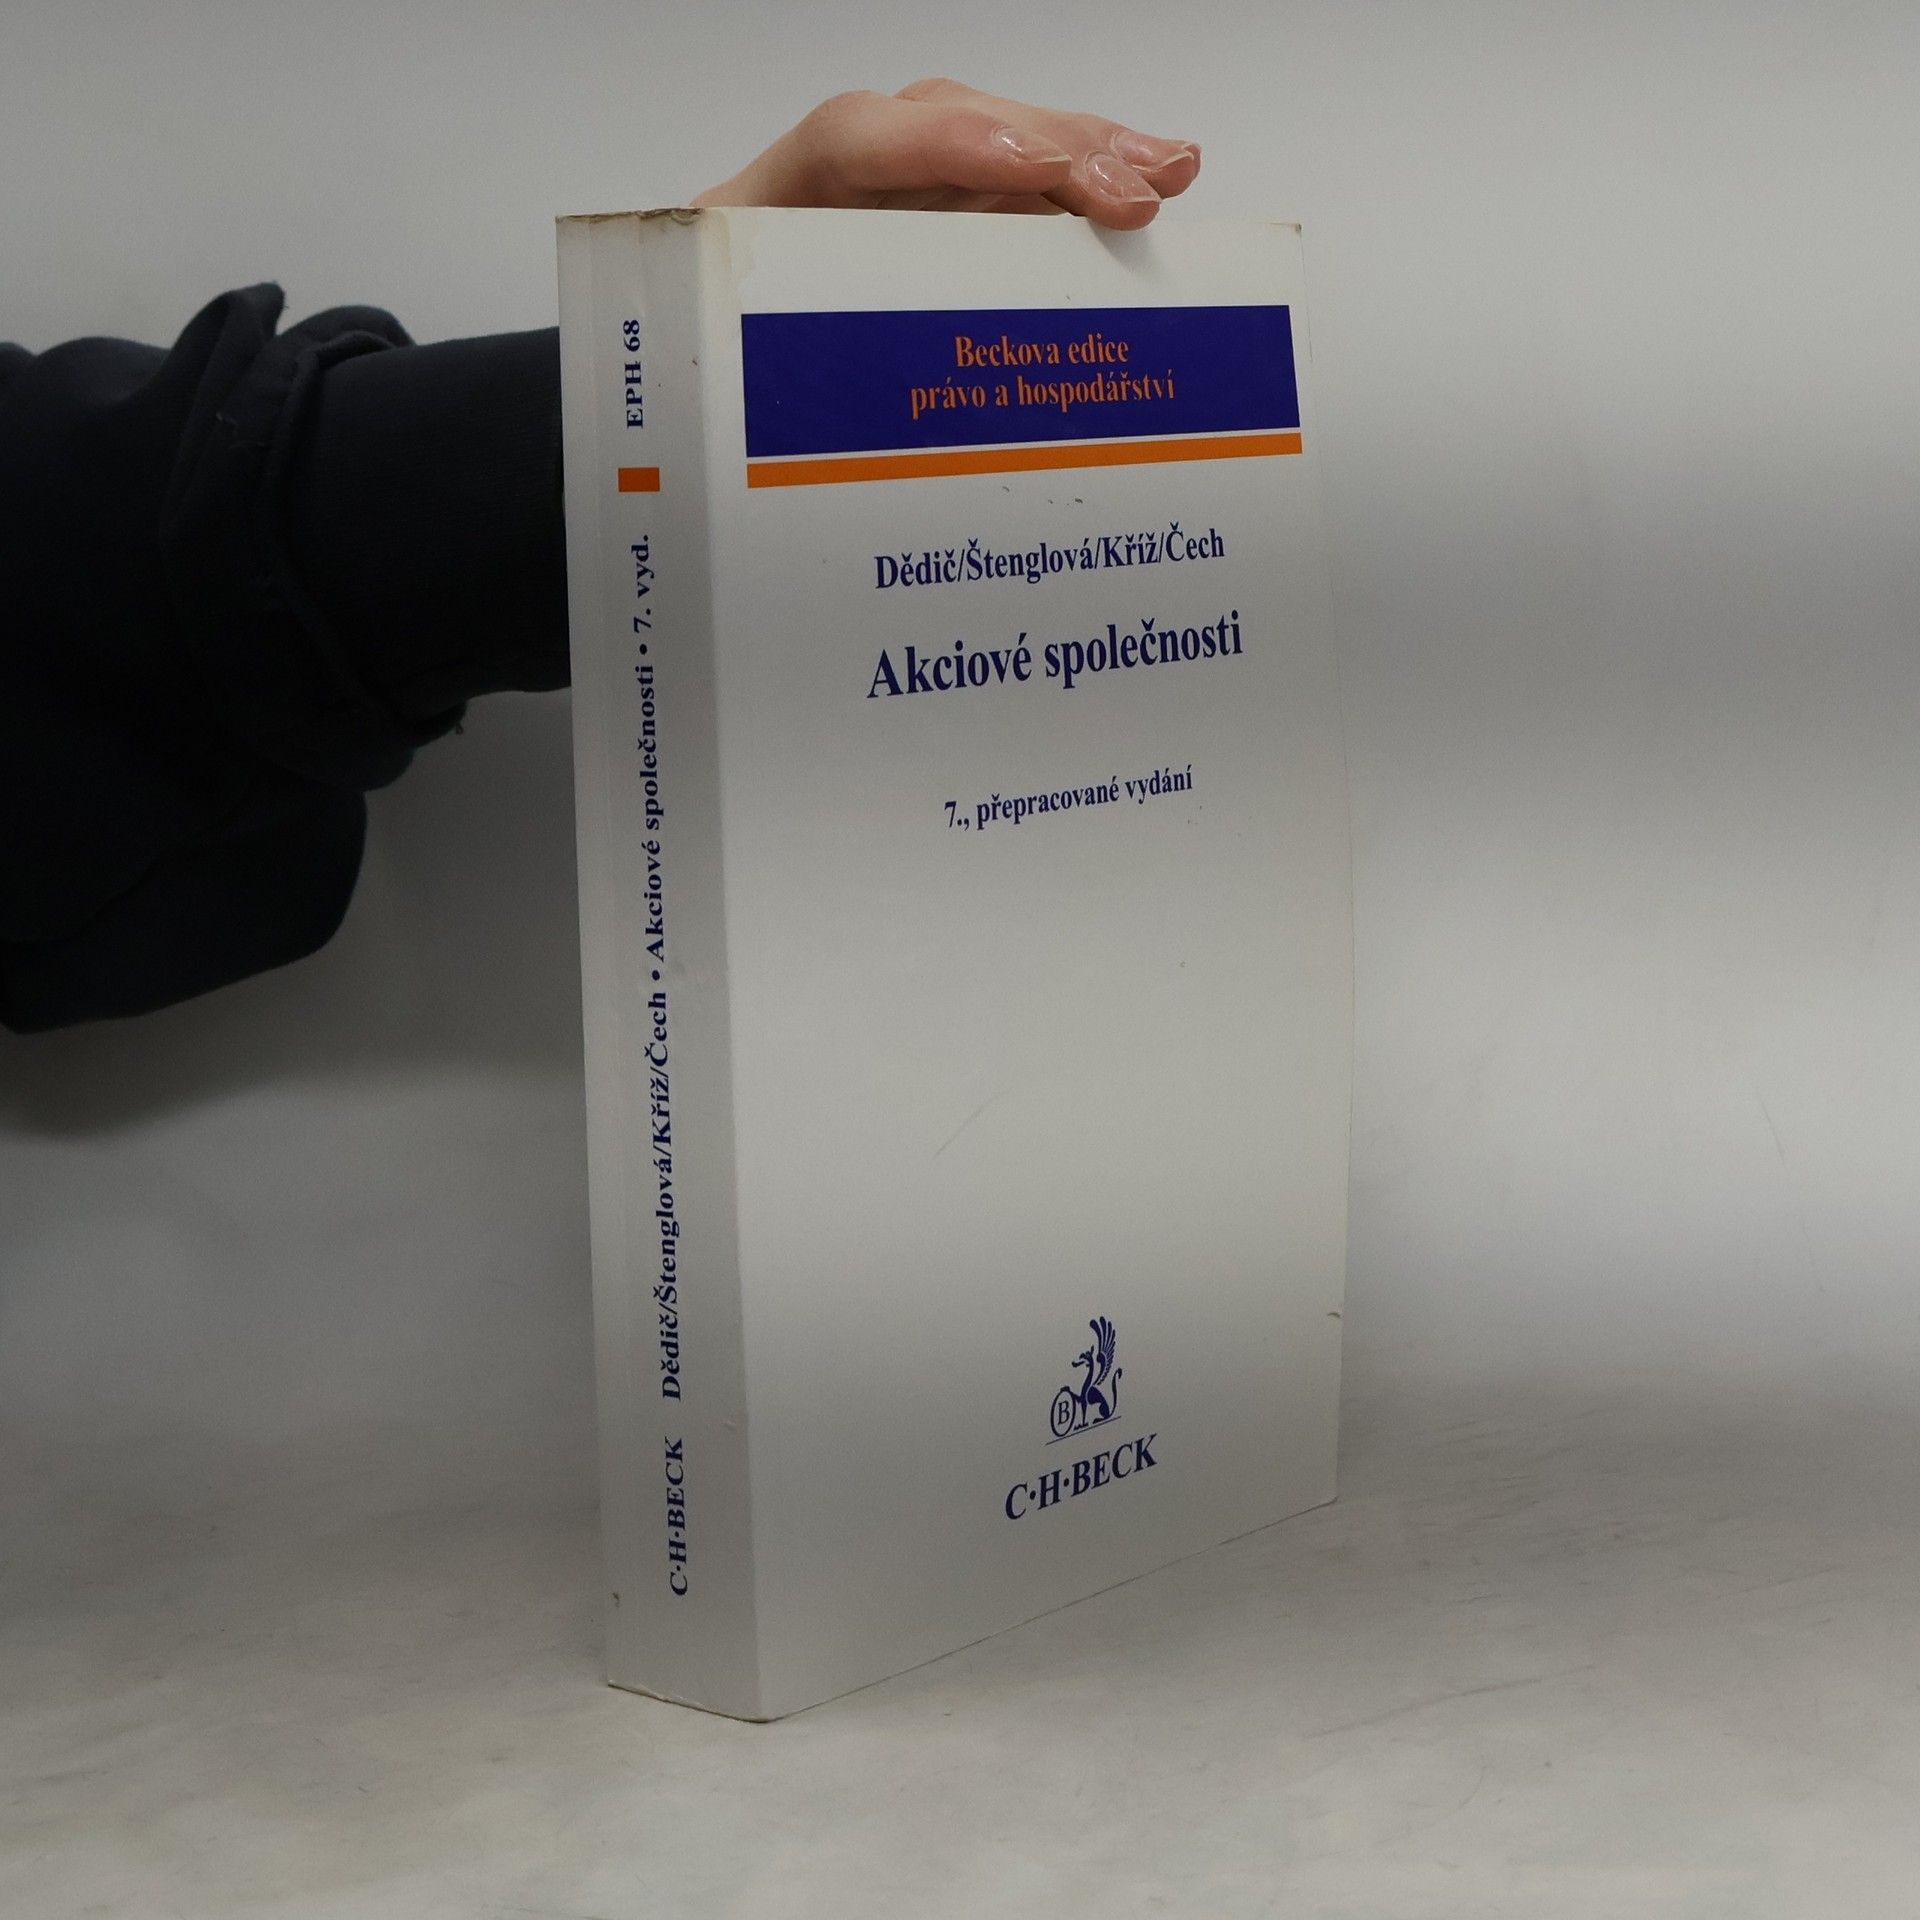 Beckova edice
právo a hospodářství
Dědič/Štenglová/Kříž/Čech
Akciové společnosti
7., přepracované vydání
B
C·H·BECK
C·H·BECK Dědič/Štenglová/Kříž/Čech • Akciové společnosti • 7. vyd. EPH 68